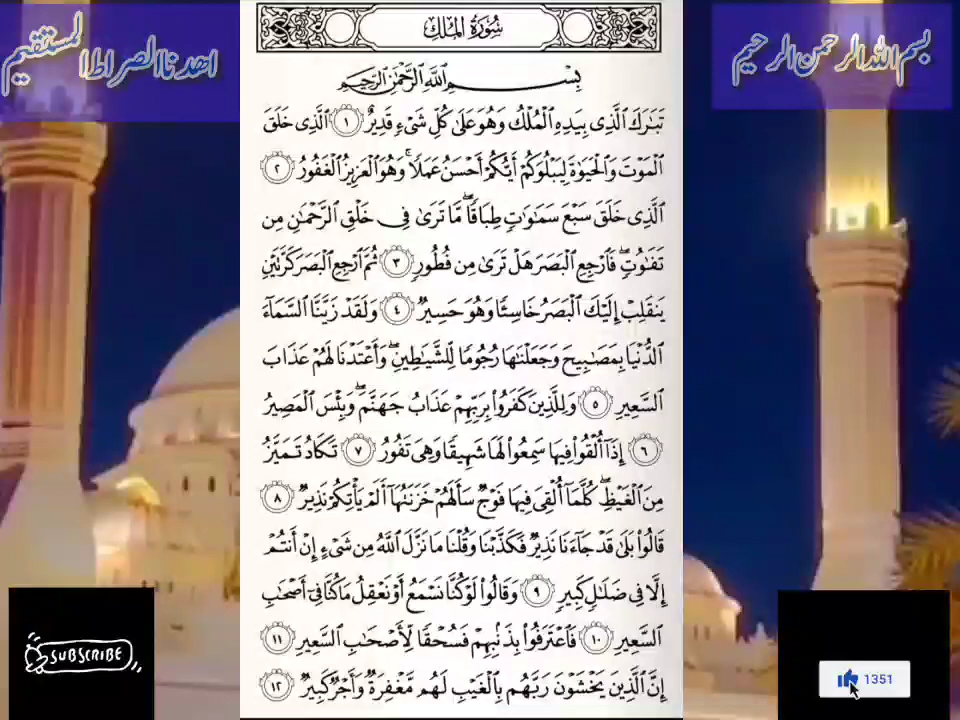 اهدنا الصراط المستقيم
بسم الله الرحمن الرحيم
سُورَةُ المُلْكِ
بِسْمِ اللَّهِ الرَّحْمَٰنِ الرَّحِيمِ
تَبَٰرَكَ ٱلَّذِى بِيَدِهِ ٱلْمُلْكُ وَهُوَ عَلَىٰ كُلِّ شَىْءٍ قَدِيرٌ ١ ٱلَّذِى خَلَقَ
ٱلْمَوْتَ وَٱلْحَيَوٰةَ لِيَبْلُوَكُمْ أَيُّكُمْ أَحْسَنُ عَمَلًا ۚ وَهُوَ ٱلْعَزِيزُ ٱلْغَفُورُ ٢
ٱلَّذِى خَلَقَ سَبْعَ سَمَٰوَٰتٍ طِبَاقًا ۖ مَّا تَرَىٰ فِى خَلْقِ ٱلرَّحْمَٰنِ مِن
تَفَٰوُتٍ ۖ فَٱرْجِعِ ٱلْبَصَرَ هَلْ تَرَىٰ مِن فُطُورٍ ٣ ثُمَّ ٱرْجِعِ ٱلْبَصَرَ كَرَّتَيْنِ
يَنقَلِبْ إِلَيْكَ ٱلْبَصَرُ خَاسِئًا وَهُوَ حَسِيرٌ ٤ وَلَقَدْ زَيَّنَّا ٱلسَّمَآءَ
ٱلدُّنْيَا بِمَصَٰبِيحَ وَجَعَلْنَٰهَا رُجُومًا لِّلشَّيَٰطِينِ ۖ وَأَعْتَدْنَا لَهُمْ عَذَابَ
ٱلسَّعِيرِ ٥ وَلِلَّذِينَ كَفَرُوا۟ بِرَبِّهِمْ عَذَابُ جَهَنَّمَ ۖ وَبِئْسَ ٱلْمَصِيرُ
٦ إِذَآ أُلْقُوا۟ فِيهَا سَمِعُوا۟ لَهَا شَهِيقًا وَهِىَ تَفُورُ ٧ تَكَادُ تَمَيَّزُ
مِنَ ٱلْغَيْظِ ۖ كُلَّمَآ أُلْقِىَ فِيهَا فَوْجٌ سَأَلَهُمْ خَزَنَتُهَآ أَلَمْ يَأْتِكُمْ نَذِيرٌ ٨
قَالُوا۟ بَلَىٰ قَدْ جَآءَنَا نَذِيرٌ فَكَذَّبْنَا وَقُلْنَا مَا نَزَّلَ ٱللَّهُ مِن شَىْءٍ إِنْ أَنتُمْ
إِلَّا فِى ضَلَٰلٍ كَبِيرٍ ٩ وَقَالُوا۟ لَوْ كُنَّا نَسْمَعُ أَوْ نَعْقِلُ مَا كُنَّا فِىٓ أَصْحَٰبِ
ٱلسَّعِيرِ ١٠ فَٱعْتَرَفُوا۟ بِذَنۢبِهِمْ فَسُحْقًا لِّأَصْحَٰبِ ٱلسَّعِيرِ ١١
إِنَّ ٱلَّذِينَ يَخْشَوْنَ رَبَّهُم بِٱلْغَيْبِ لَهُم مَّغْفِرَةٌ وَأَجْرٌ كَبِيرٌ ١٢
SUBSCRIBE
1351